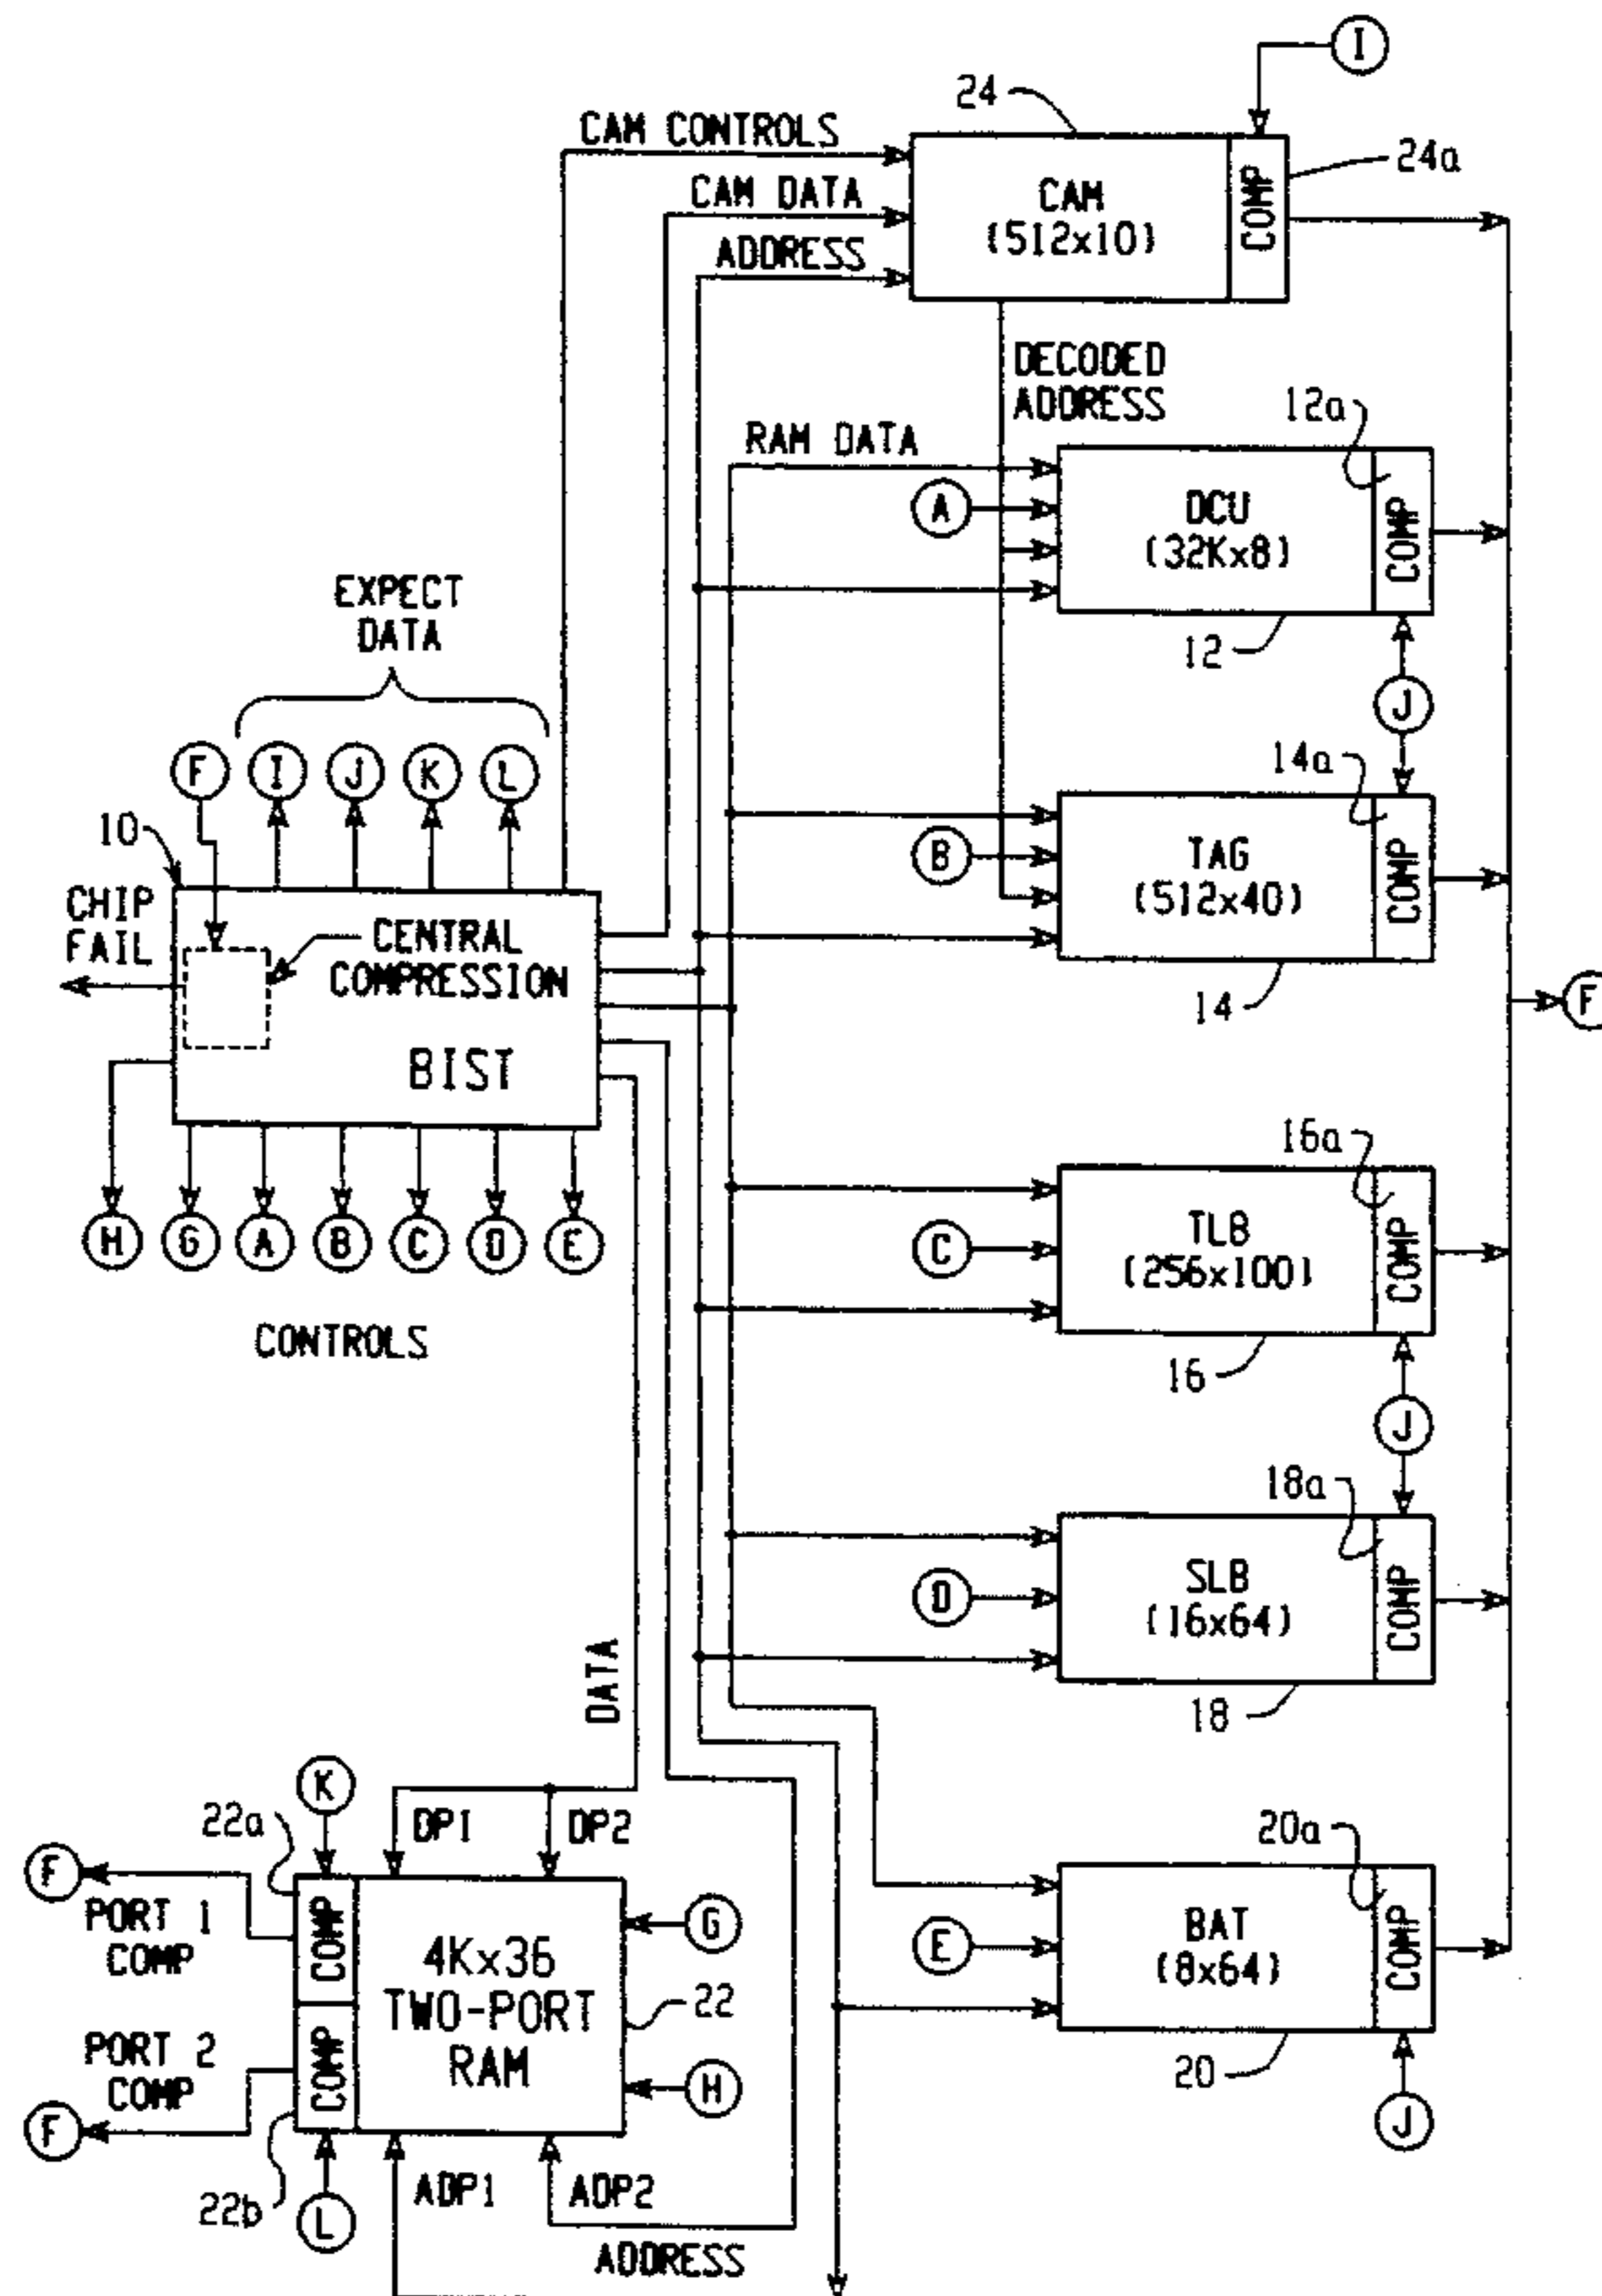 I
24
CAM CONTROLS
24a
CAM DATA
CAM
(512x10)
COMP
ADDRESS
DECODED
ADDRESS
12a
RAM DATA
A
DCU
(32Kx8)
COMP
12
EXPECT
DATA
J
F
I
J
K
L
14a
10
B
TAG
(512x40)
COMP
14
CHIP
FAIL
CENTRAL
COMPRESSION
BIST
F
H
G
A
B
C
D
E
CONTROLS
16a
C
TLB
(256x100)
COMP
16
J
18a
D
SLB
(16x64)
COMP
18
DATA
K
22a
DP1
DP2
20a
F
PORT 1
COMP
COMP
4Kx36
TWO-PORT
RAM
G
22
E
BAT
(8x64)
COMP
20
PORT 2
COMP
COMP
H
F
J
22b
L
ADP1
ADP2
ADDRESS